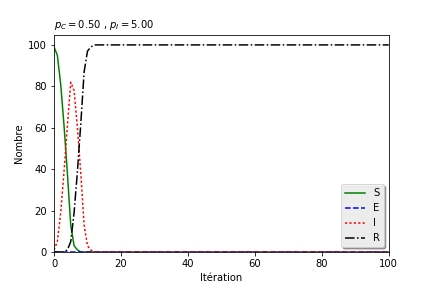 p_C = 0.50 , p_I = 5.00
100
80
60
40
20
0
Nombre
S
E
I
R
0 20 40 60 80 100
Itération